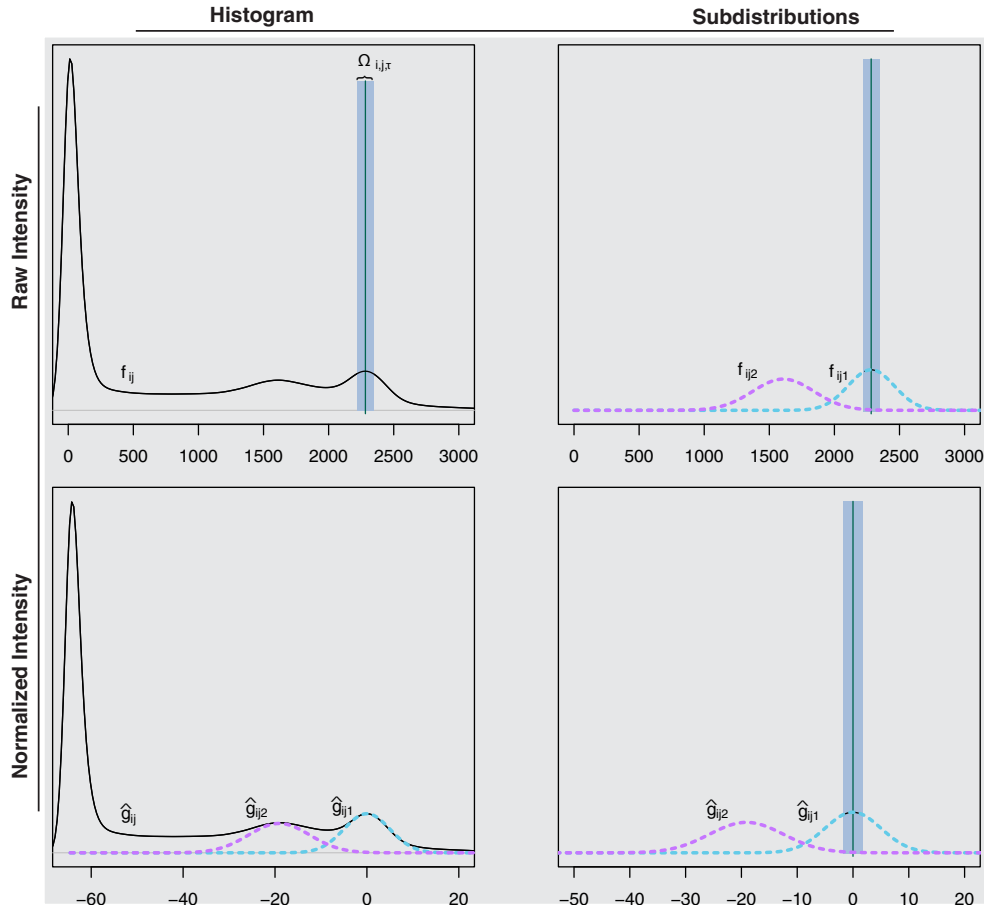 Histogram
Subdistributions
Raw Intensity
Ω i,j,τ
f ij
f ij2
f ij1
0 500 1000 1500 2000 2500 3000
0 500 1000 1500 2000 2500 3000
Normalized Intensity
ĝij
ĝij2
ĝij1
ĝij2
ĝij1
−60 −40 −20 0 20
−50 −40 −30 −20 −10 0 10 20